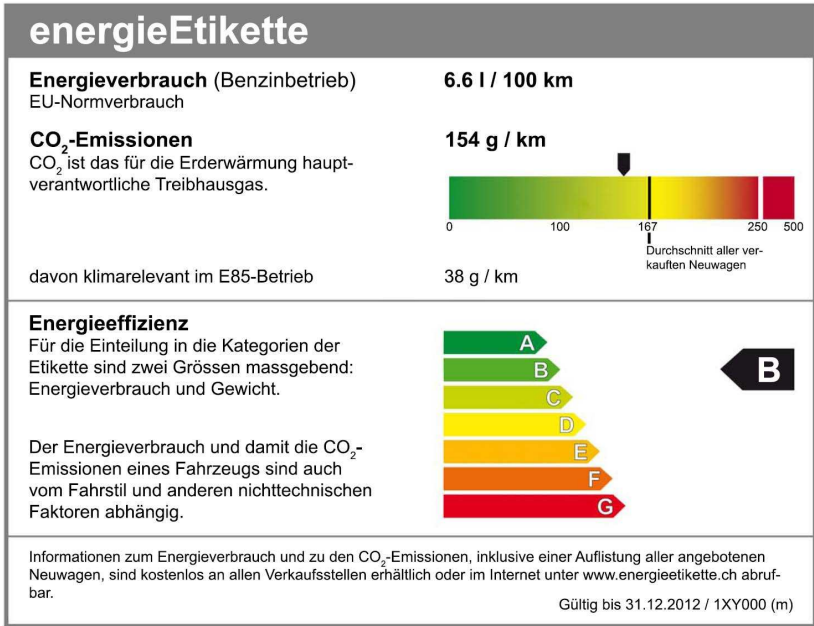 energieEtikette
Energieverbrauch (Benzinbetrieb) 6.6 l / 100 km
EU-Normverbrauch
CO₂-Emissionen 154 g / km
CO₂ ist das für die Erderwärmung haupt-
verantwortliche Treibhausgas.
0 100 167 250 500
Durchschnitt aller ver-
kauften Neuwagen
davon klimarelevant im E85-Betrieb 38 g / km
Energieeffizienz
Für die Einteilung in die Kategorien der
Etikette sind zwei Grössen massgebend:
Energieverbrauch und Gewicht.
Der Energieverbrauch und damit die CO₂-
Emissionen eines Fahrzeugs sind auch
vom Fahrstil und anderen nichttechnischen
Faktoren abhängig.
A
B
C
D
E
F
G
B
Informationen zum Energieverbrauch und zu den CO₂-Emissionen, inklusive einer Auflistung aller angebotenen
Neuwagen, sind kostenlos an allen Verkaufsstellen erhältlich oder im Internet unter www.energieetikette.ch abruf-
bar.
Gültig bis 31.12.2012 / 1XY000 (m)